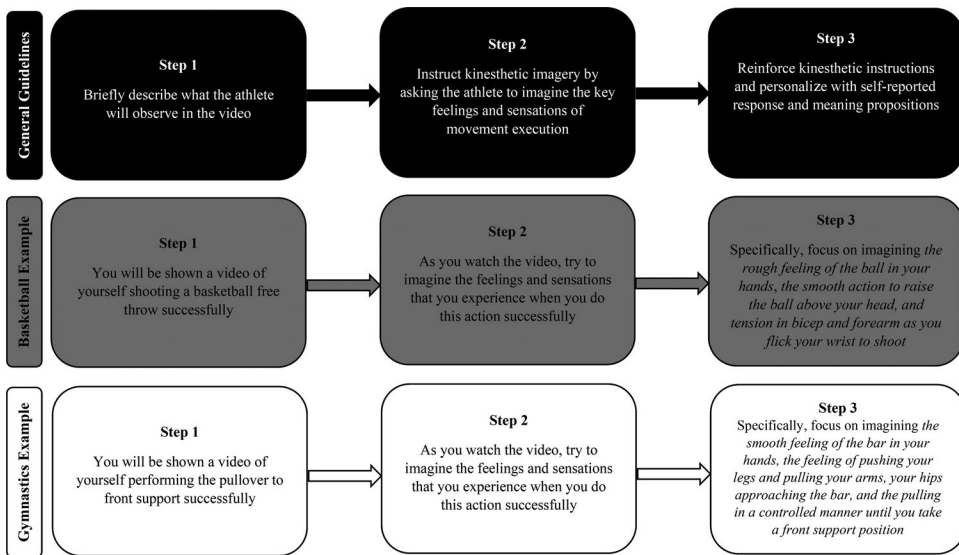 General Guidelines
Step 1
Briefly describe what the athlete
will observe in the video
Step 2
Instruct kinesthetic imagery by
asking the athlete to imagine the key
feelings and sensations of
movement execution
Step 3
Reinforce kinesthetic instructions
and personalize with self-reported
response and meaning propositions
Basketball Example
Step 1
You will be shown a video of
yourself shooting a basketball free
throw successfully
Step 2
As you watch the video, try to
imagine the feelings and sensations
that you experience when you do
this action successfully
Step 3
Specifically, focus on imagining the
rough feeling of the ball in your
hands, the smooth action to raise
the ball above your head, and
tension in bicep and forearm as you
flick your wrist to shoot
Gymnastics Example
Step 1
You will be shown a video of
yourself performing the pullover to
front support successfully
Step 2
As you watch the video, try to
imagine the feelings and sensations
that you experience when you do
this action successfully
Step 3
Specifically, focus on imagining the
smooth feeling of the bar in your
hands, the feeling of pushing your
legs and pulling your arms, your hips
approaching the bar, and the pulling
in a controlled manner until you take
a front support position